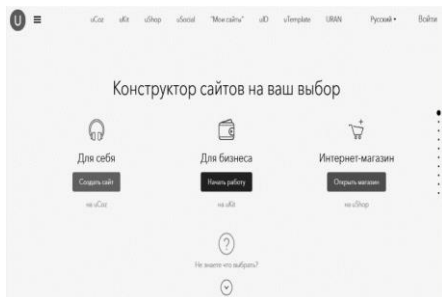 U uCoz uKit uShop uSocial "Мои сайты" uID uTemplate URAN Русский Войти
Конструктор сайтов на ваш выбор
Для себя Для бизнеса Интернет-магазин
Создать сайт Начать работу Открыть магазин
на uCoz на uKit на uShop
?
Не знаете что выбрать?